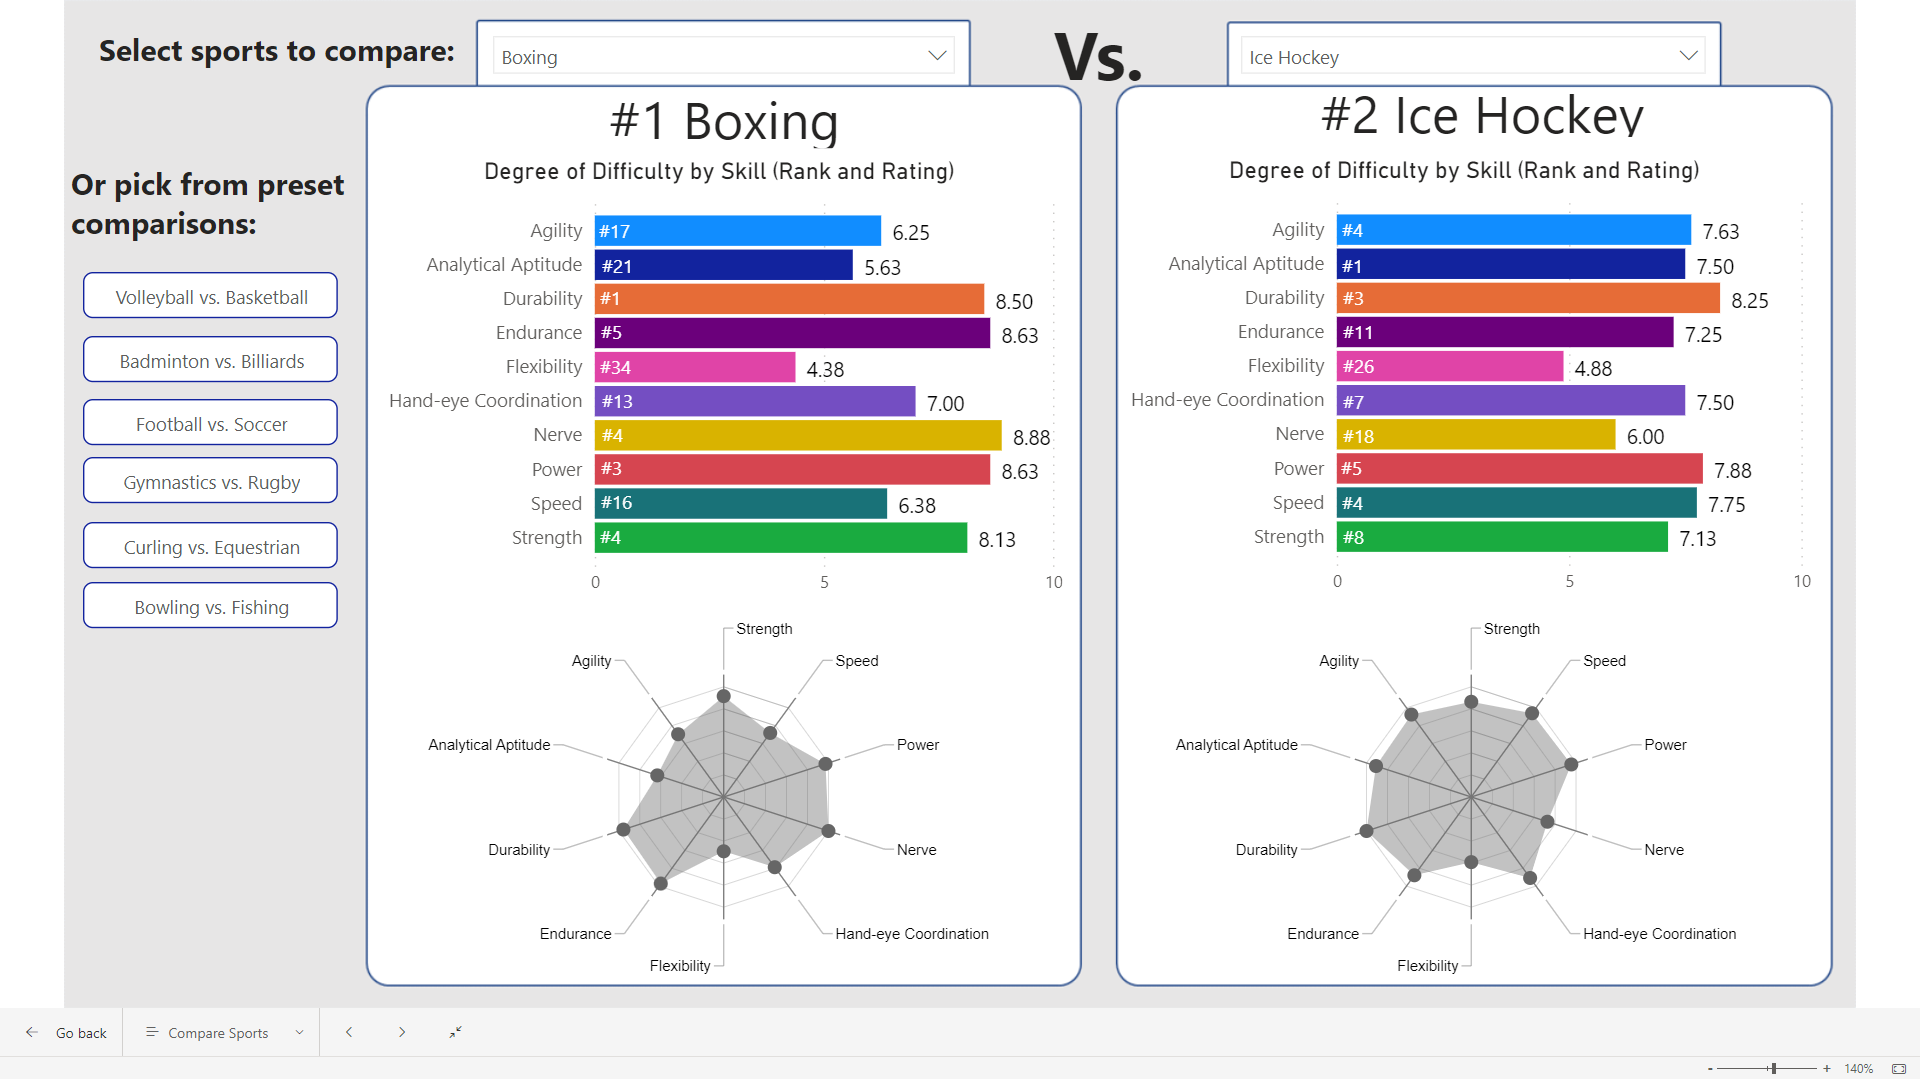 Select sports to compare:
Boxing
Vs.
Ice Hockey
Or pick from preset
comparisons:
Volleyball vs. Basketball
Badminton vs. Billiards
Football vs. Soccer
Gymnastics vs. Rugby
Curling vs. Equestrian
Bowling vs. Fishing
#1 Boxing
Degree of Difficulty by Skill (Rank and Rating)
Agility #17 6.25
Analytical Aptitude #21 5.63
Durability #1 8.50
Endurance #5 8.63
Flexibility #34 4.38
Hand-eye Coordination #13 7.00
Nerve #4 8.88
Power #3 8.63
Speed #16 6.38
Strength #4 8.13
0 5 10
Strength
Agility Speed
Analytical Aptitude Power
Durability Nerve
Endurance Hand-eye Coordination
Flexibility
#2 Ice Hockey
Degree of Difficulty by Skill (Rank and Rating)
Agility #4 7.63
Analytical Aptitude #1 7.50
Durability #3 8.25
Endurance #11 7.25
Flexibility #26 4.88
Hand-eye Coordination #7 7.50
Nerve #18 6.00
Power #5 7.88
Speed #4 7.75
Strength #8 7.13
0 5 10
Strength
Agility Speed
Analytical Aptitude Power
Durability Nerve
Endurance Hand-eye Coordination
Flexibility
Go back
Compare Sports
- + 140%